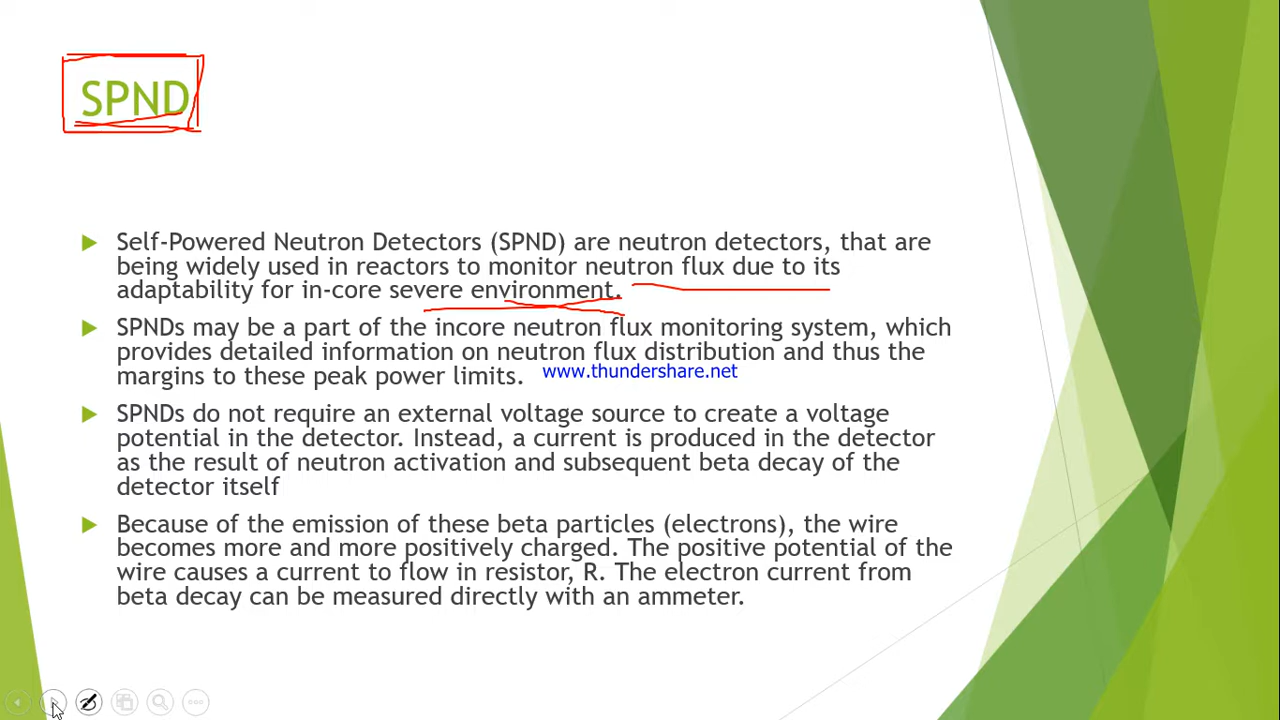 SPND
Self-Powered Neutron Detectors (SPND) are neutron detectors, that are
being widely used in reactors to monitor neutron flux due to its
adaptability for in-core severe environment.
SPNDs may be a part of the incore neutron flux monitoring system, which
provides detailed information on neutron flux distribution and thus the
margins to these peak power limits.
www.thundershare.net
SPNDs do not require an external voltage source to create a voltage
potential in the detector. Instead, a current is produced in the detector
as the result of neutron activation and subsequent beta decay of the
detector itself
Because of the emission of these beta particles (electrons), the wire
becomes more and more positively charged. The positive potential of the
wire causes a current to flow in resistor, R. The electron current from
beta decay can be measured directly with an ammeter.